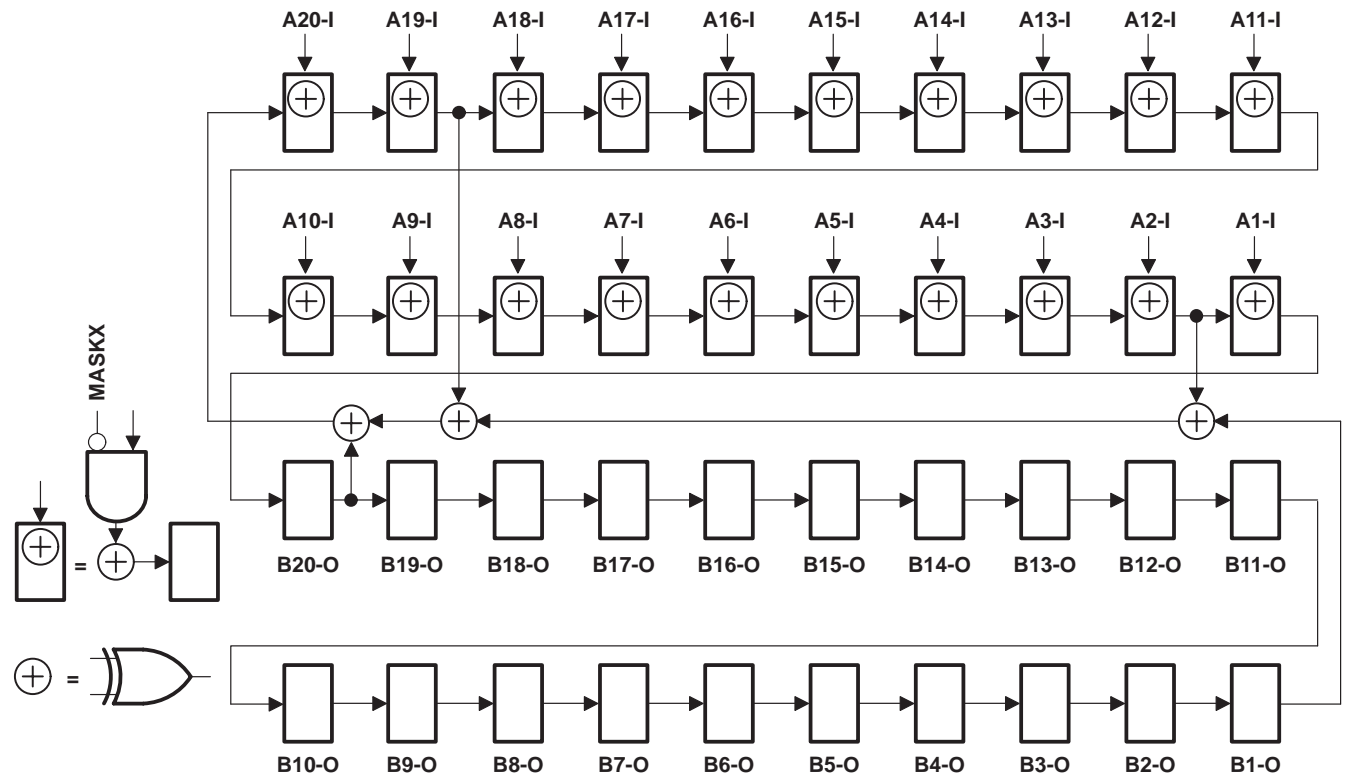 A20-I A19-I A18-I A17-I A16-I A15-I A14-I A13-I A12-I A11-I
A10-I A9-I A8-I A7-I A6-I A5-I A4-I A3-I A2-I A1-I
MASKX
B20-O B19-O B18-O B17-O B16-O B15-O B14-O B13-O B12-O B11-O
=
=
B10-O B9-O B8-O B7-O B6-O B5-O B4-O B3-O B2-O B1-O